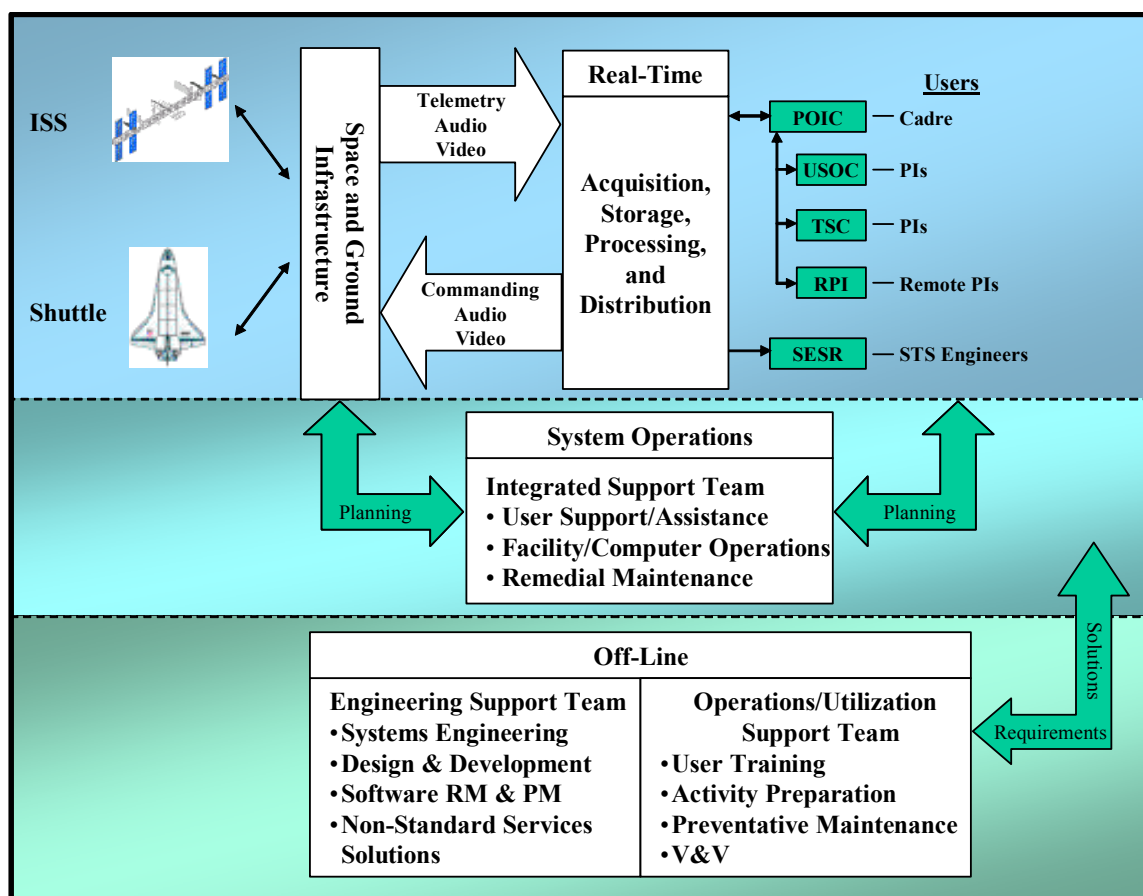 ISS
Shuttle
Space and Ground
Infrastructure
Telemetry
Audio
Video
Commanding
Audio
Video
Real-Time
Acquisition,
Storage,
Processing,
and
Distribution
Users
POIC
Cadre
USOC
PIs
TSC
PIs
RPI
Remote PIs
SESR
STS Engineers
System Operations
Integrated Support Team
• User Support/Assistance
• Facility/Computer Operations
• Remedial Maintenance
Planning
Planning
Solutions
Requirements
Off-Line
Engineering Support Team
• Systems Engineering
• Design & Development
• Software RM & PM
• Non-Standard Services
Solutions
Operations/Utilization
Support Team
• User Training
• Activity Preparation
• Preventative Maintenance
• V&V